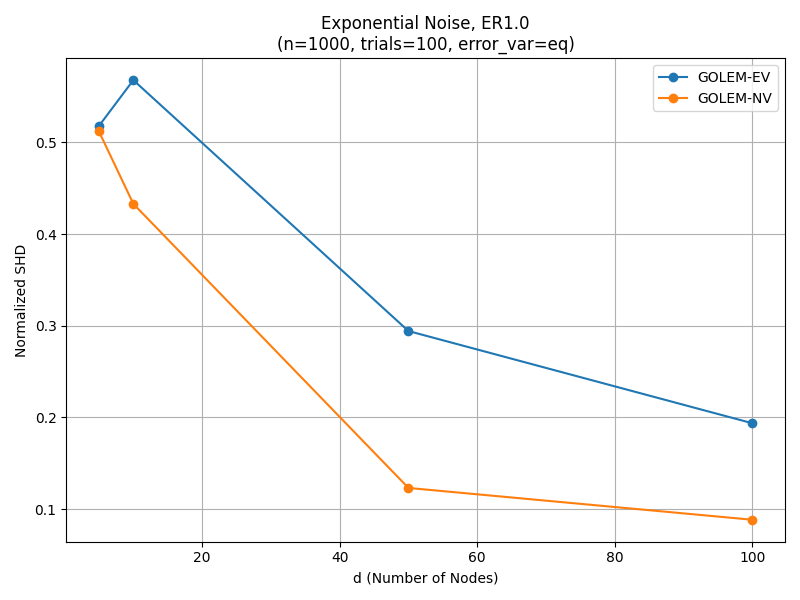 Exponential Noise, ER1.0
(n=1000, trials=100, error_var=eq)
GOLEM-EV
GOLEM-NV
Normalized SHD
0.5
0.4
0.3
0.2
0.1
20
40
60
80
100
d (Number of Nodes)